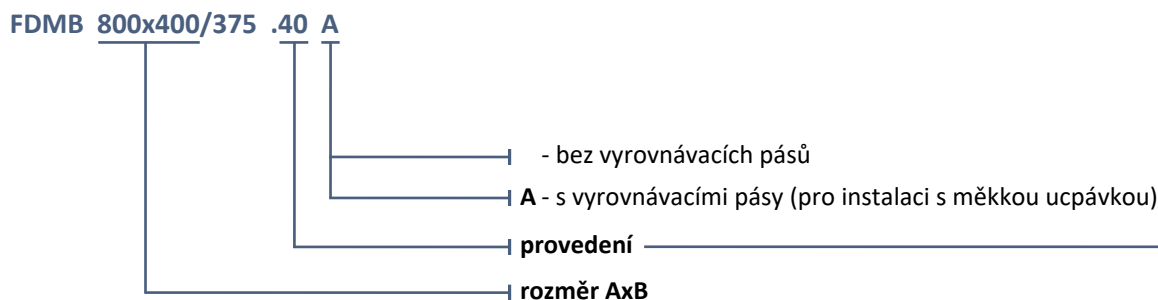 FDMB 800x400/375 .40 A
- bez vyrovnávacích pásů
A - s vyrovnávacími pásy (pro instalaci s měkkou ucpávkou)
provedení
rozměr AxB